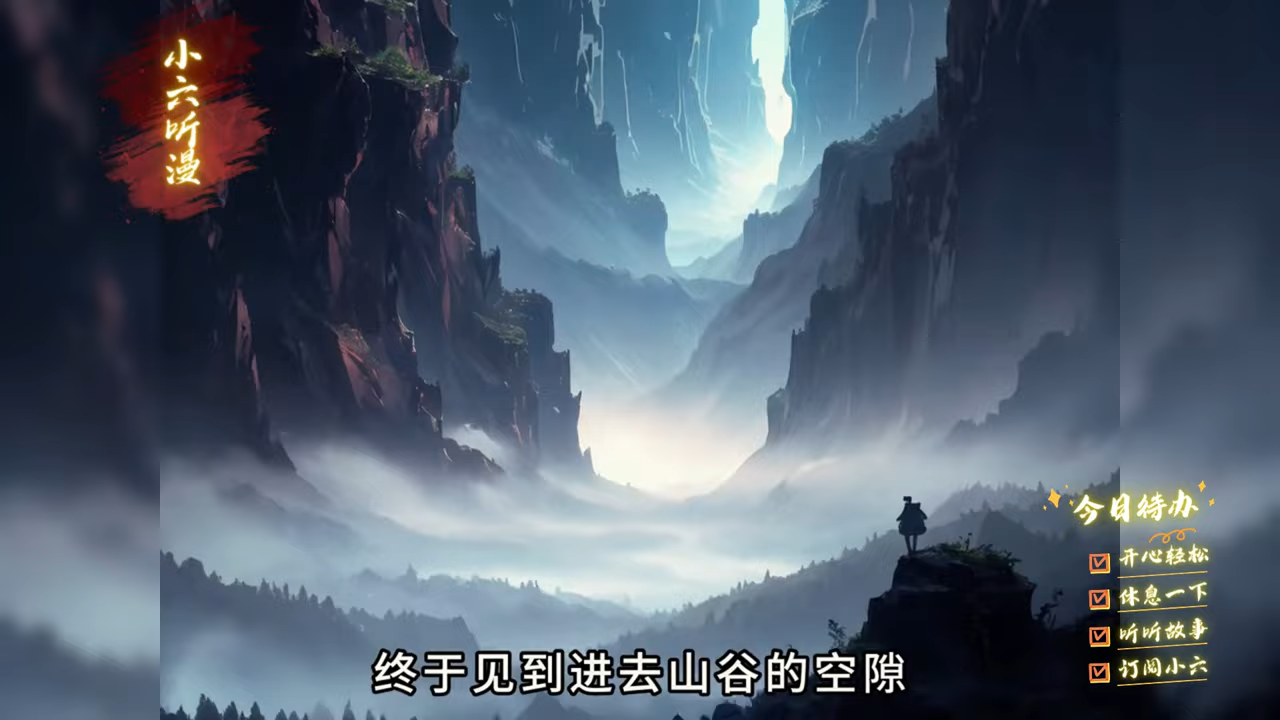 小六听漫
今日待办
开心轻松
休息一下
听听故事
订阅小六
终于见到进去山谷的空隙